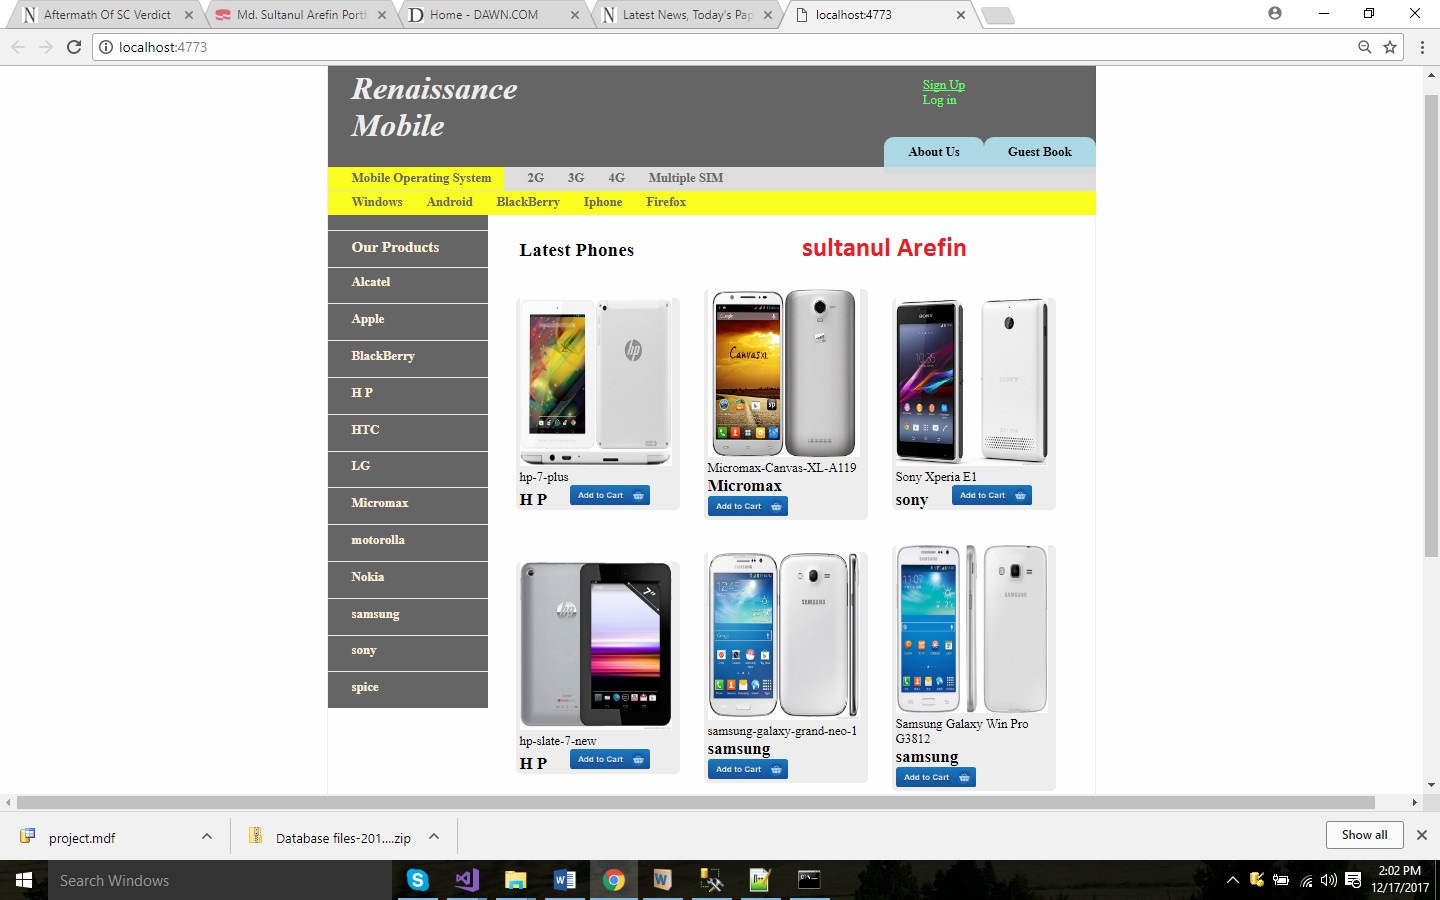 Aftermath Of SC Verdict
Md. Sultanul Arefin Portf
Home - DAWN.COM
Latest News, Today's Pap
localhost:4773
localhost:4773
Renaissance
Mobile
Sign Up
Log in
About Us
Guest Book
Mobile Operating System
2G
3G
4G
Multiple SIM
Windows
Android
BlackBerry
Iphone
Firefox
Our Products
Alcatel
Apple
BlackBerry
H P
HTC
LG
Micromax
motorolla
Nokia
samsung
sony
spice
Latest Phones
sultanul Arefin
hp-7-plus
H P
Add to Cart
Micromax-Canvas-XL-A119
Micromax
Add to Cart
Sony Xperia E1
sony
Add to Cart
hp-slate-7-new
H P
Add to Cart
samsung-galaxy-grand-neo-1
samsung
Add to Cart
Samsung Galaxy Win Pro
G3812
samsung
Add to Cart
project.mdf
Database files-201....zip
Show all
Search Windows
2:02 PM
12/17/2017